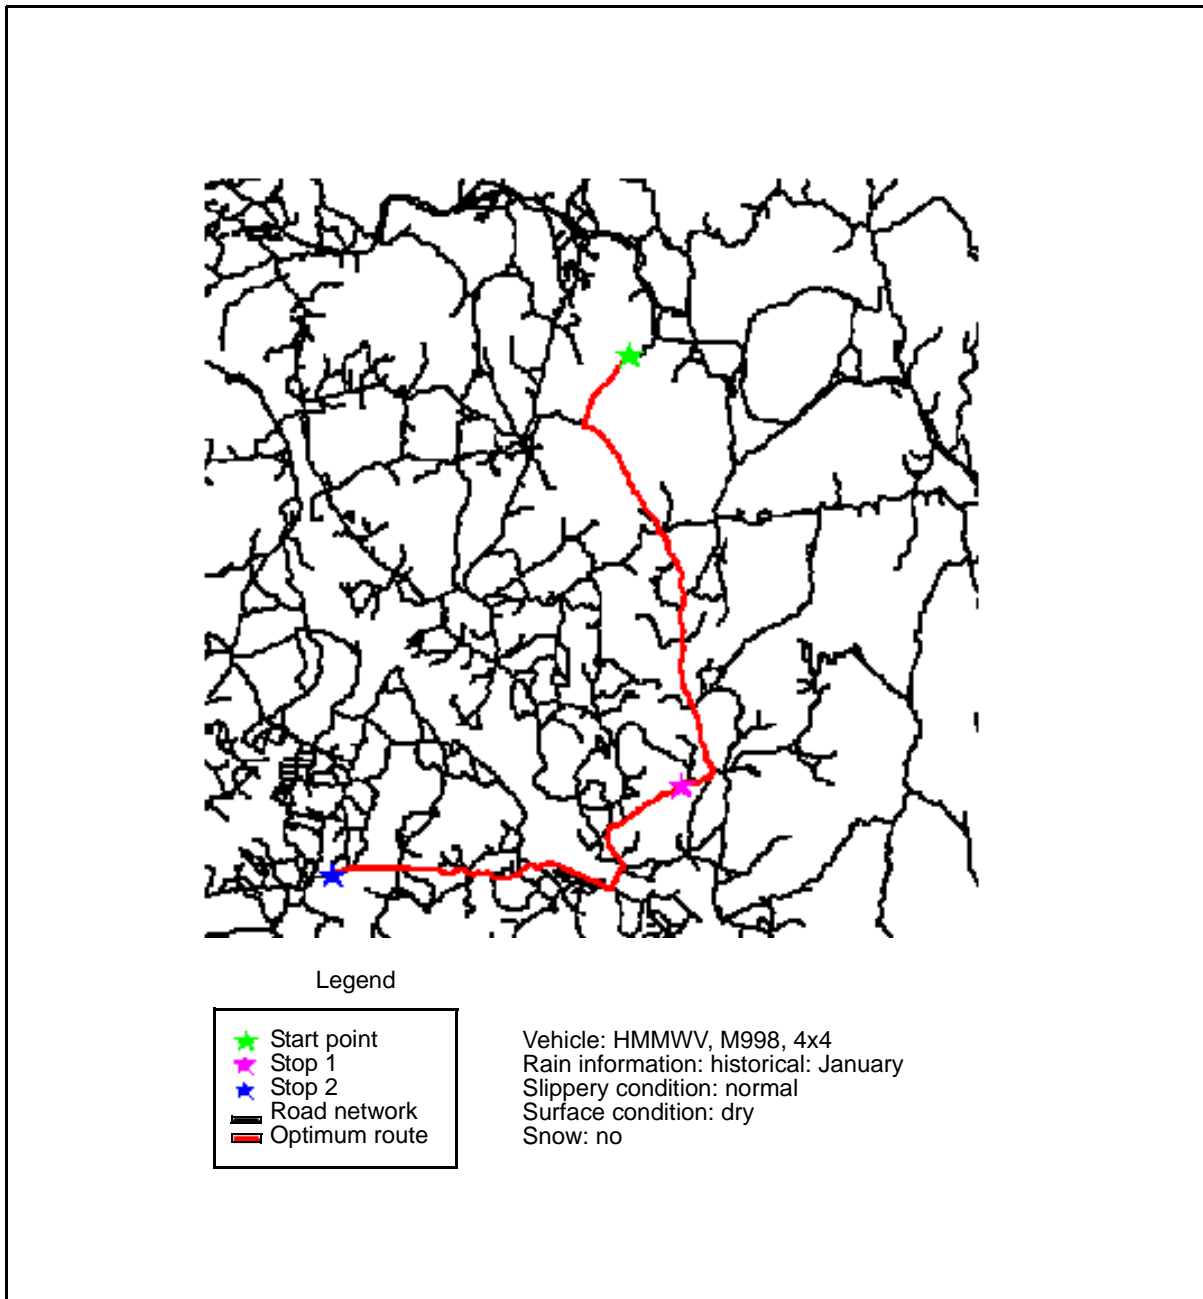 Legend
Start point
Stop 1
Stop 2
Road network
Optimum route
Vehicle: HMMWV, M998, 4x4
Rain information: historical: January
Slippery condition: normal
Surface condition: dry
Snow: no